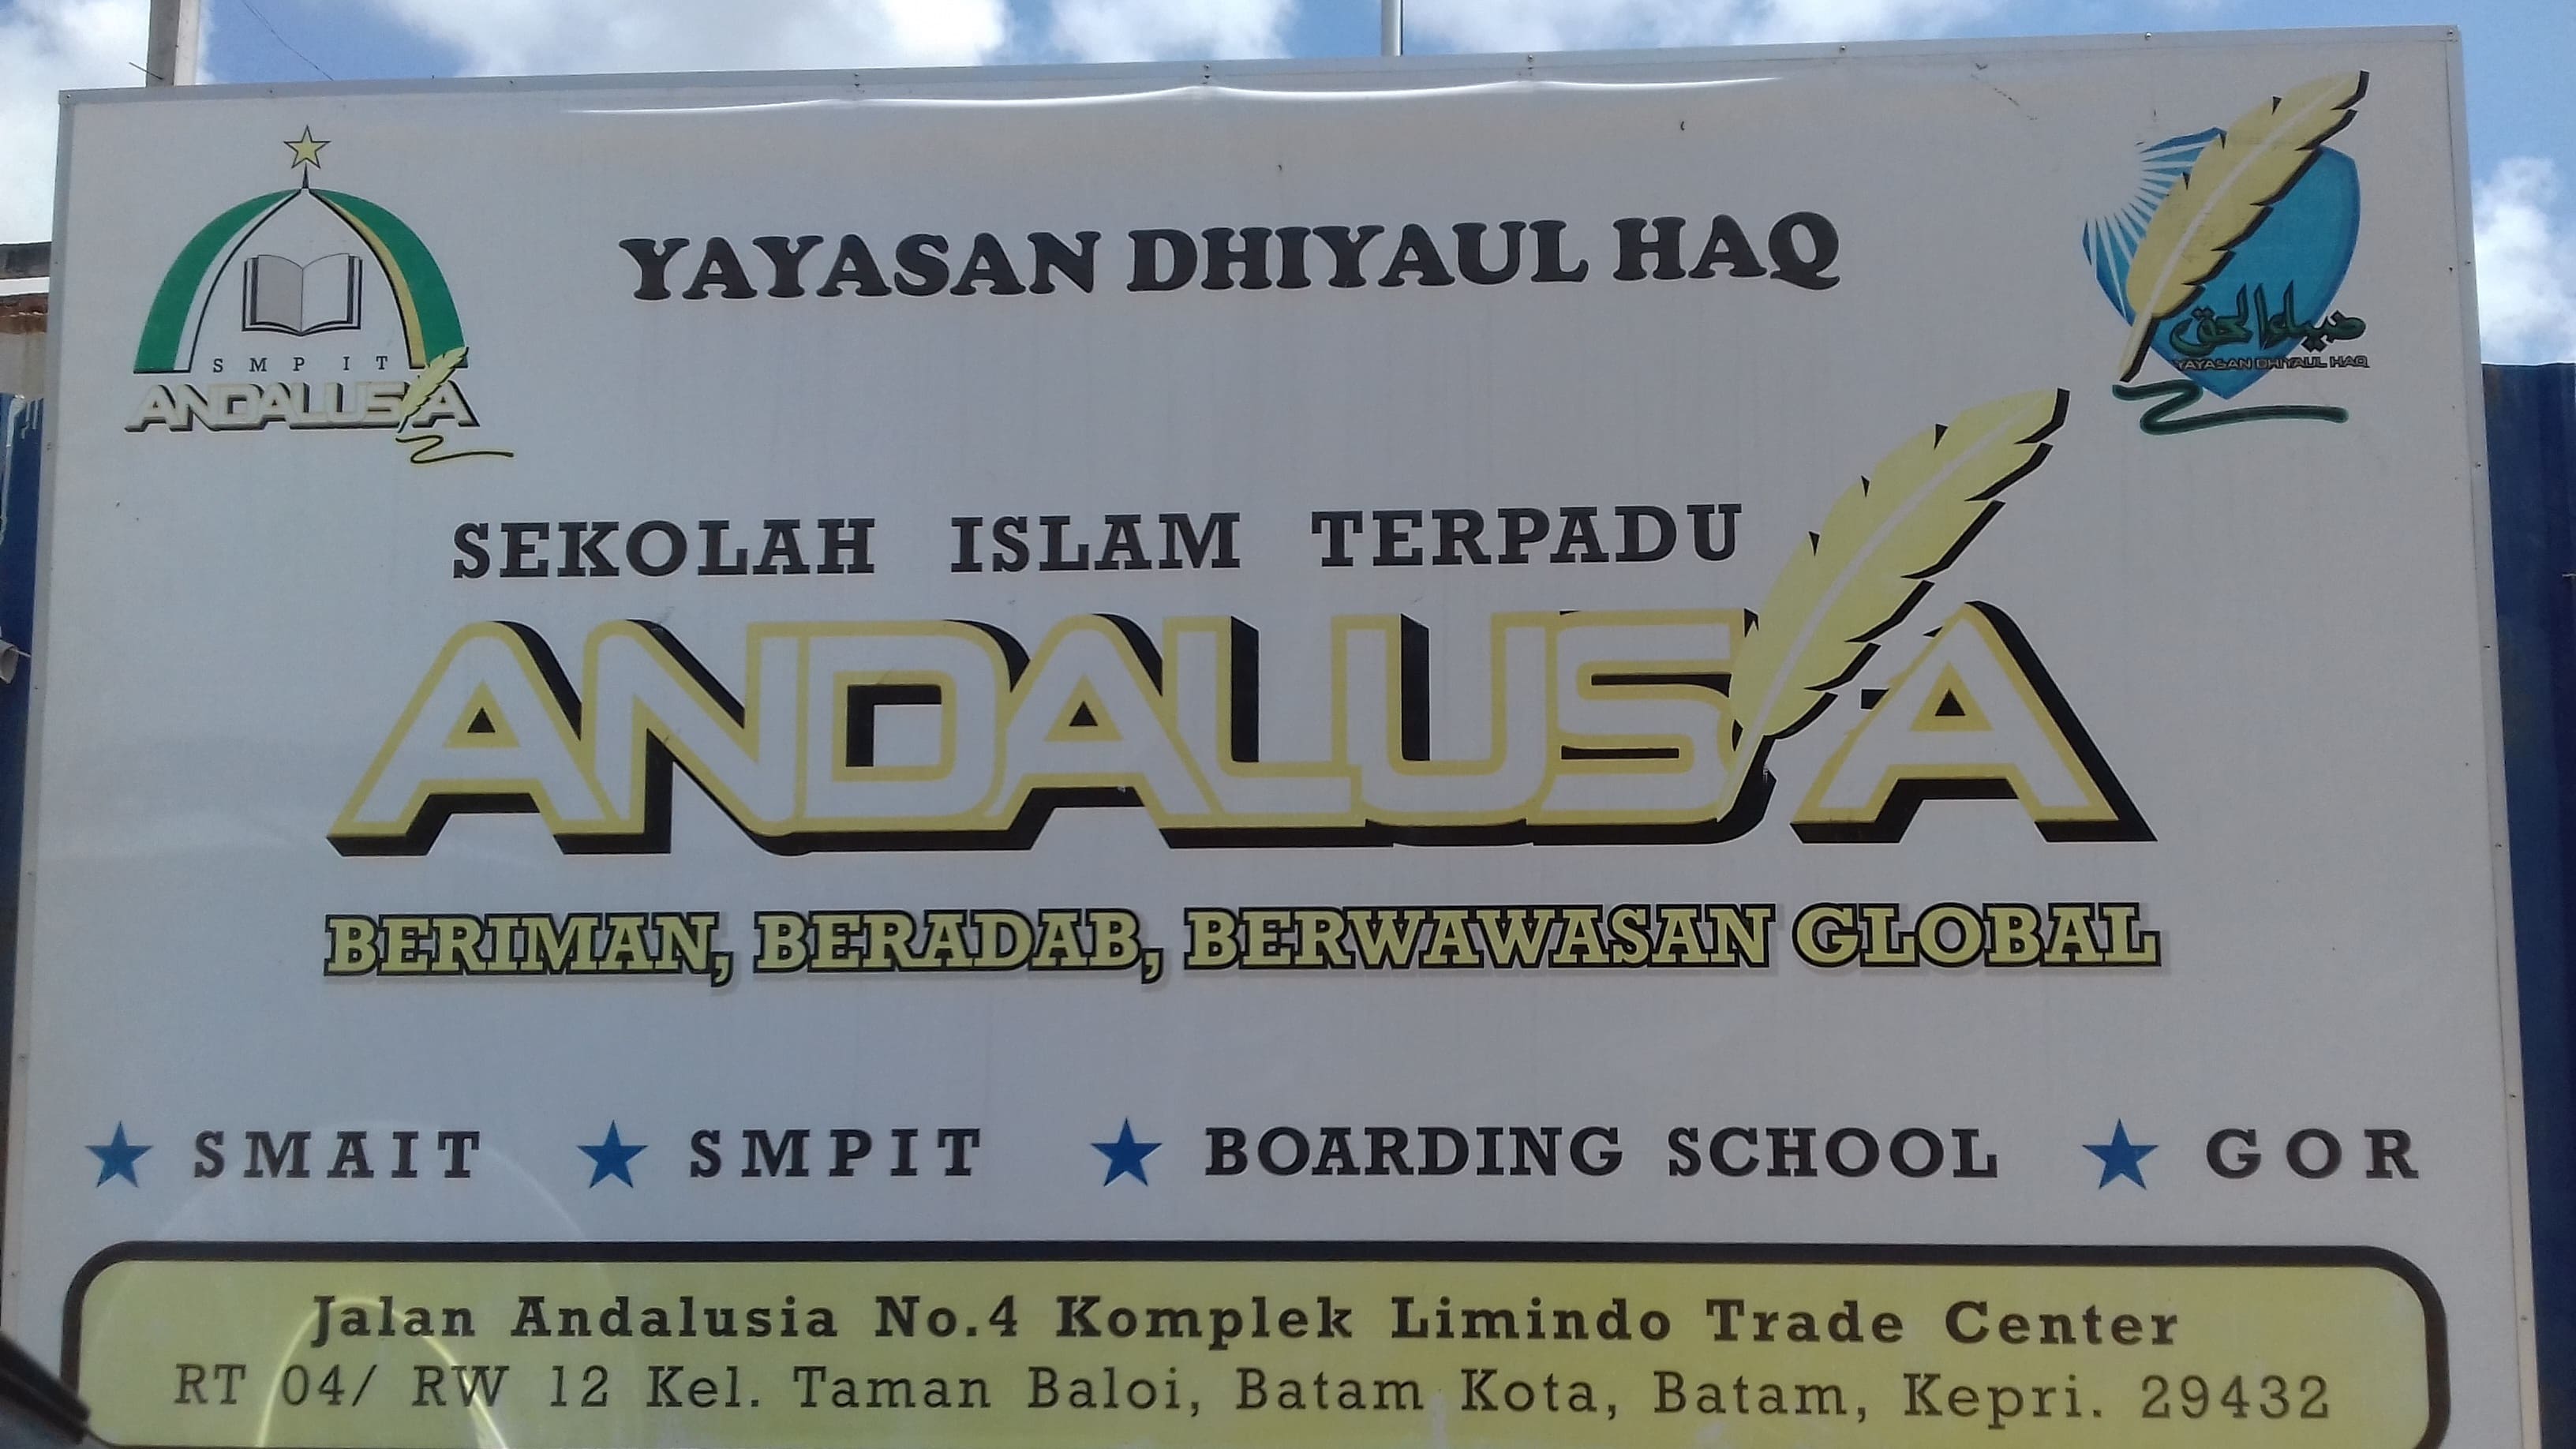 YAYASAN DHIYAUL HAQ
SMPIT
ANDALUSIA
ضياء الحق
YAYASAN DHIYAUL HAQ
SEKOLAH ISLAM TERPADU
ANDALUSIA
BERIMAN, BERADAB, BERWAWASAN GLOBAL
SMAIT SMPIT BOARDING SCHOOL GOR
Jalan Andalusia No.4 Komplek Limindo Trade Center
RT 04/ RW 12 Kel. Taman Baloi, Batam Kota, Batam, Kepri. 29432